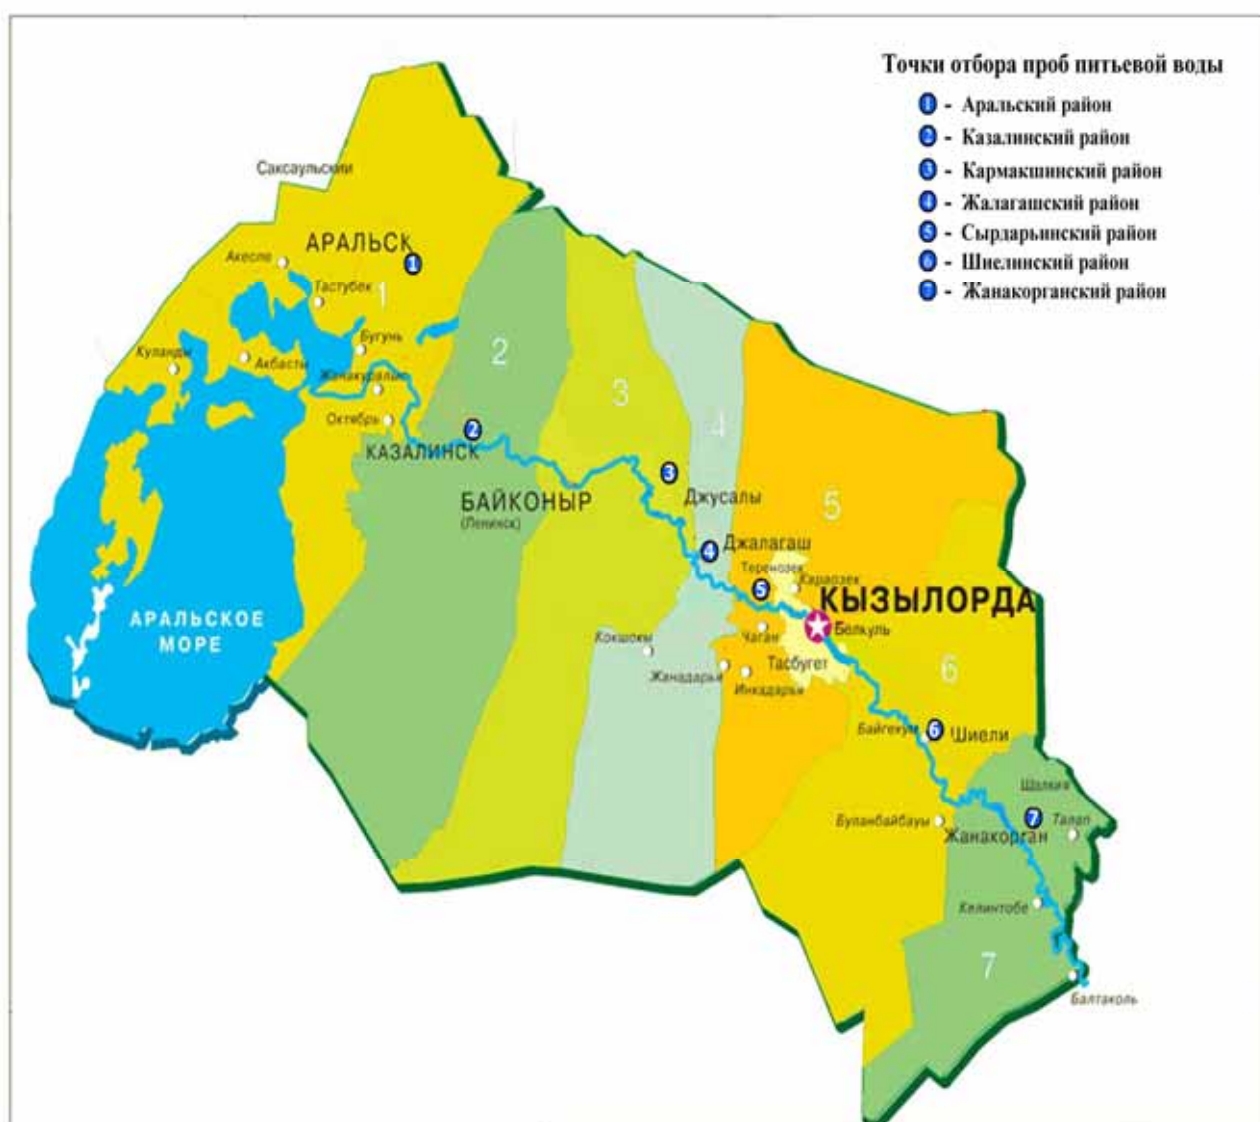 Точки отбора проб питьевой воды
1 - Аральский район
2 - Казалинский район
3 - Кармакшинский район
4 - Жалагашский район
5 - Сырдарьинский район
6 - Шиелинский район
7 - Жанакорганский район
Саксаульский
АРАЛЬСК
1
Акеспе
Тастубек
1
Бугунь
Куланды
Акбасты
Жанакурылыс
Октябрь
2
2
КАЗАЛИНСК
3
3
4
БАЙКОНЫР
(Ленинск)
Джусалы
5
4
Джалагаш
Теренозек
5
Караозек
КЫЗЫЛОРДА
Белкуль
АРАЛЬСКОЕ
МОРЕ
Кокшокы
Чаган
Тасбугет
Жанадарья
Инкадарья
6
Байгекум
6
Шиели
Шалкия
7
Талап
Буланбайбауы
Жанакорган
Келинтобе
7
Балтаколь